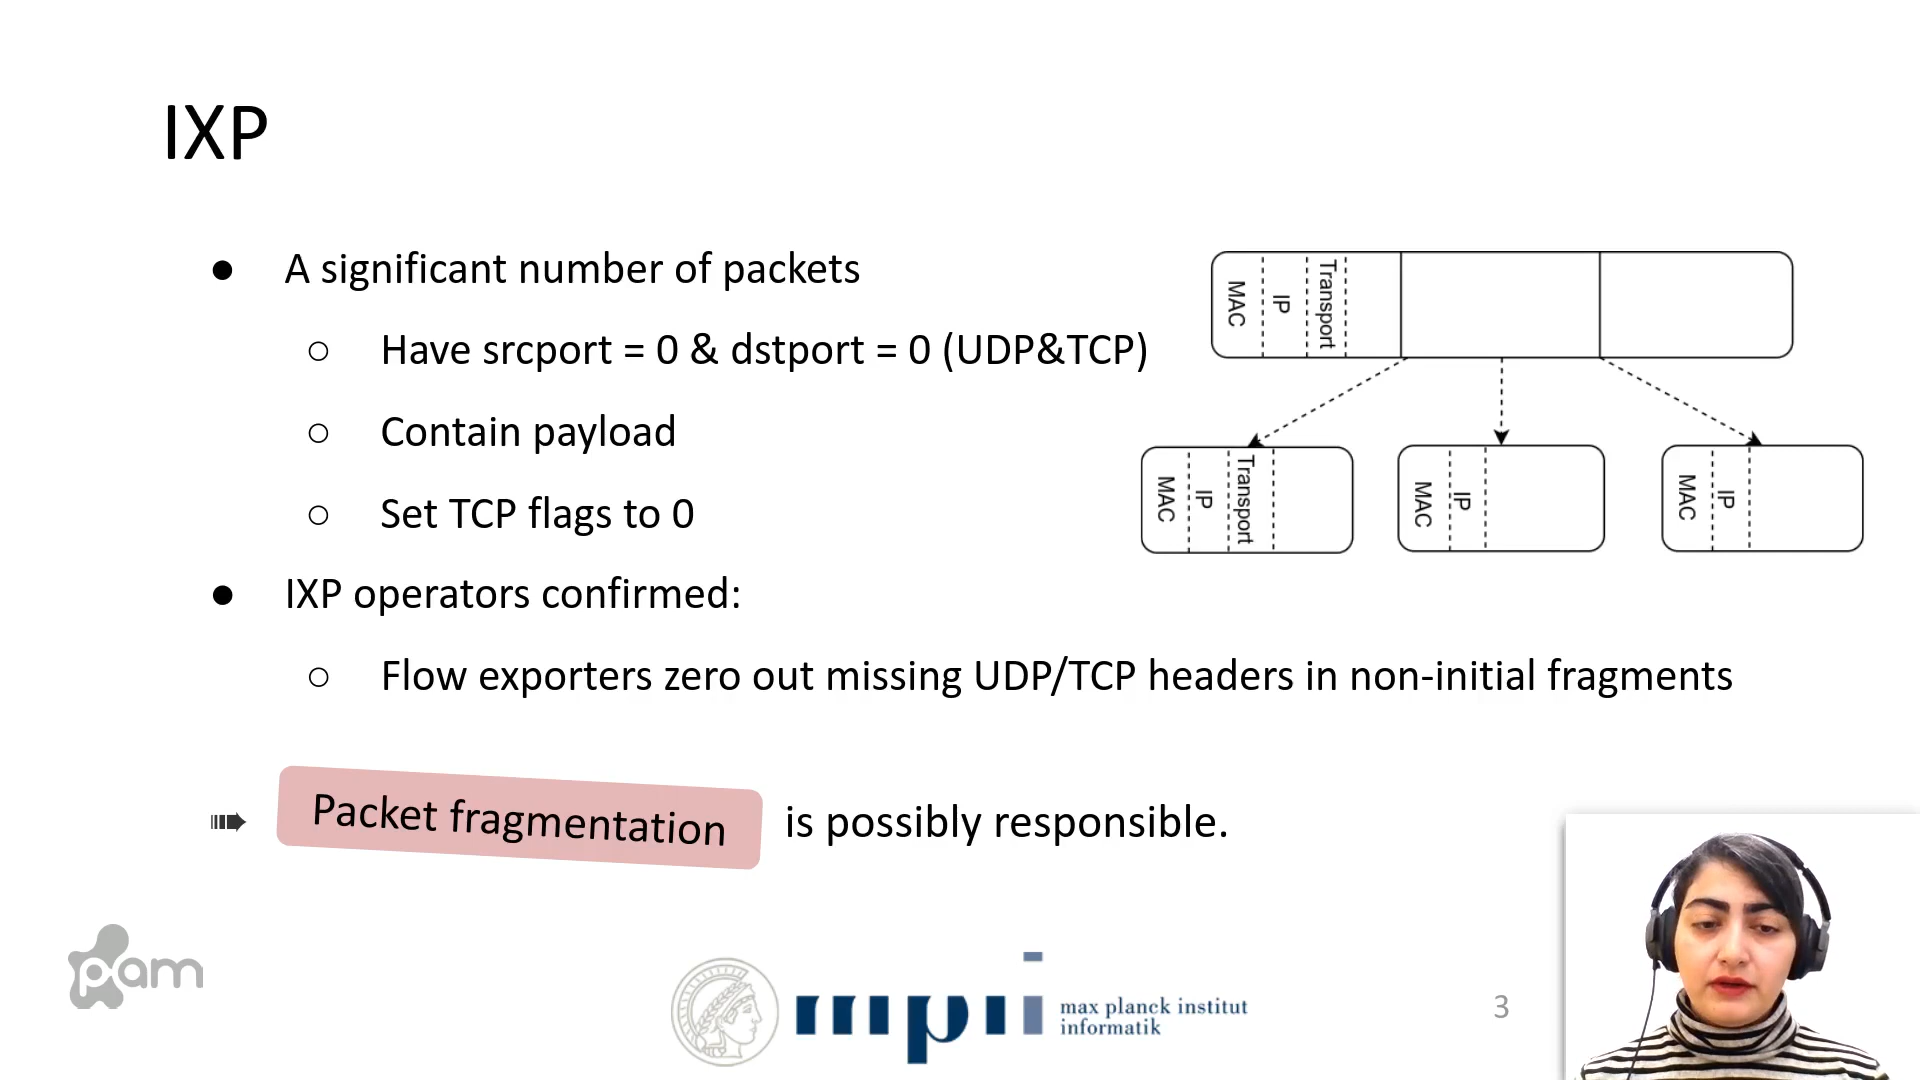 IXP
● A significant number of packets
○ Have srcport = 0 & dstport = 0 (UDP&TCP)
○ Contain payload
○ Set TCP flags to 0
● IXP operators confirmed:
○ Flow exporters zero out missing UDP/TCP headers in non-initial fragments
➠ Packet fragmentation is possibly responsible.
MAC IP Transport
MAC IP Transport
MAC IP
MAC IP
pam
mpi
max planck institut
informatik
3